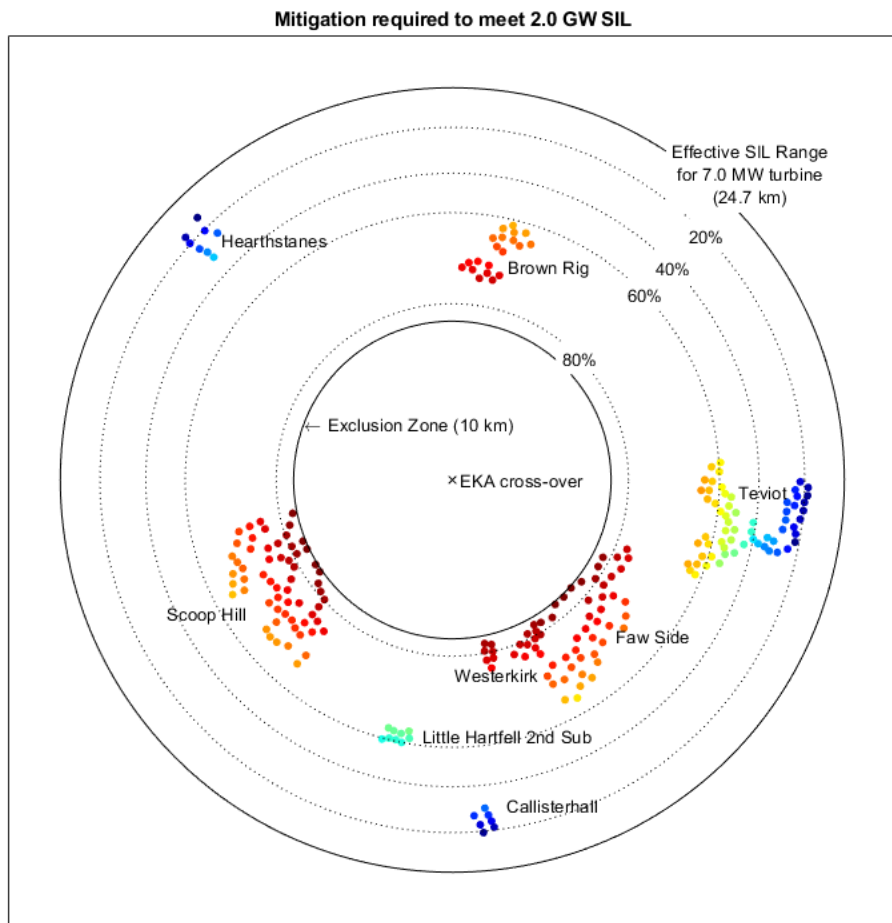 Mitigation required to meet 2.0 GW SIL
Effective SIL Range
for 7.0 MW turbine
(24.7 km)
20%
Hearthstanes
Brown Rig
40%
60%
80%
← Exclusion Zone (10 km)
×EKA cross-over
Teviot
Scoop Hill
Faw Side
Westerkirk
Little Hartfell 2nd Sub
Callisterhall